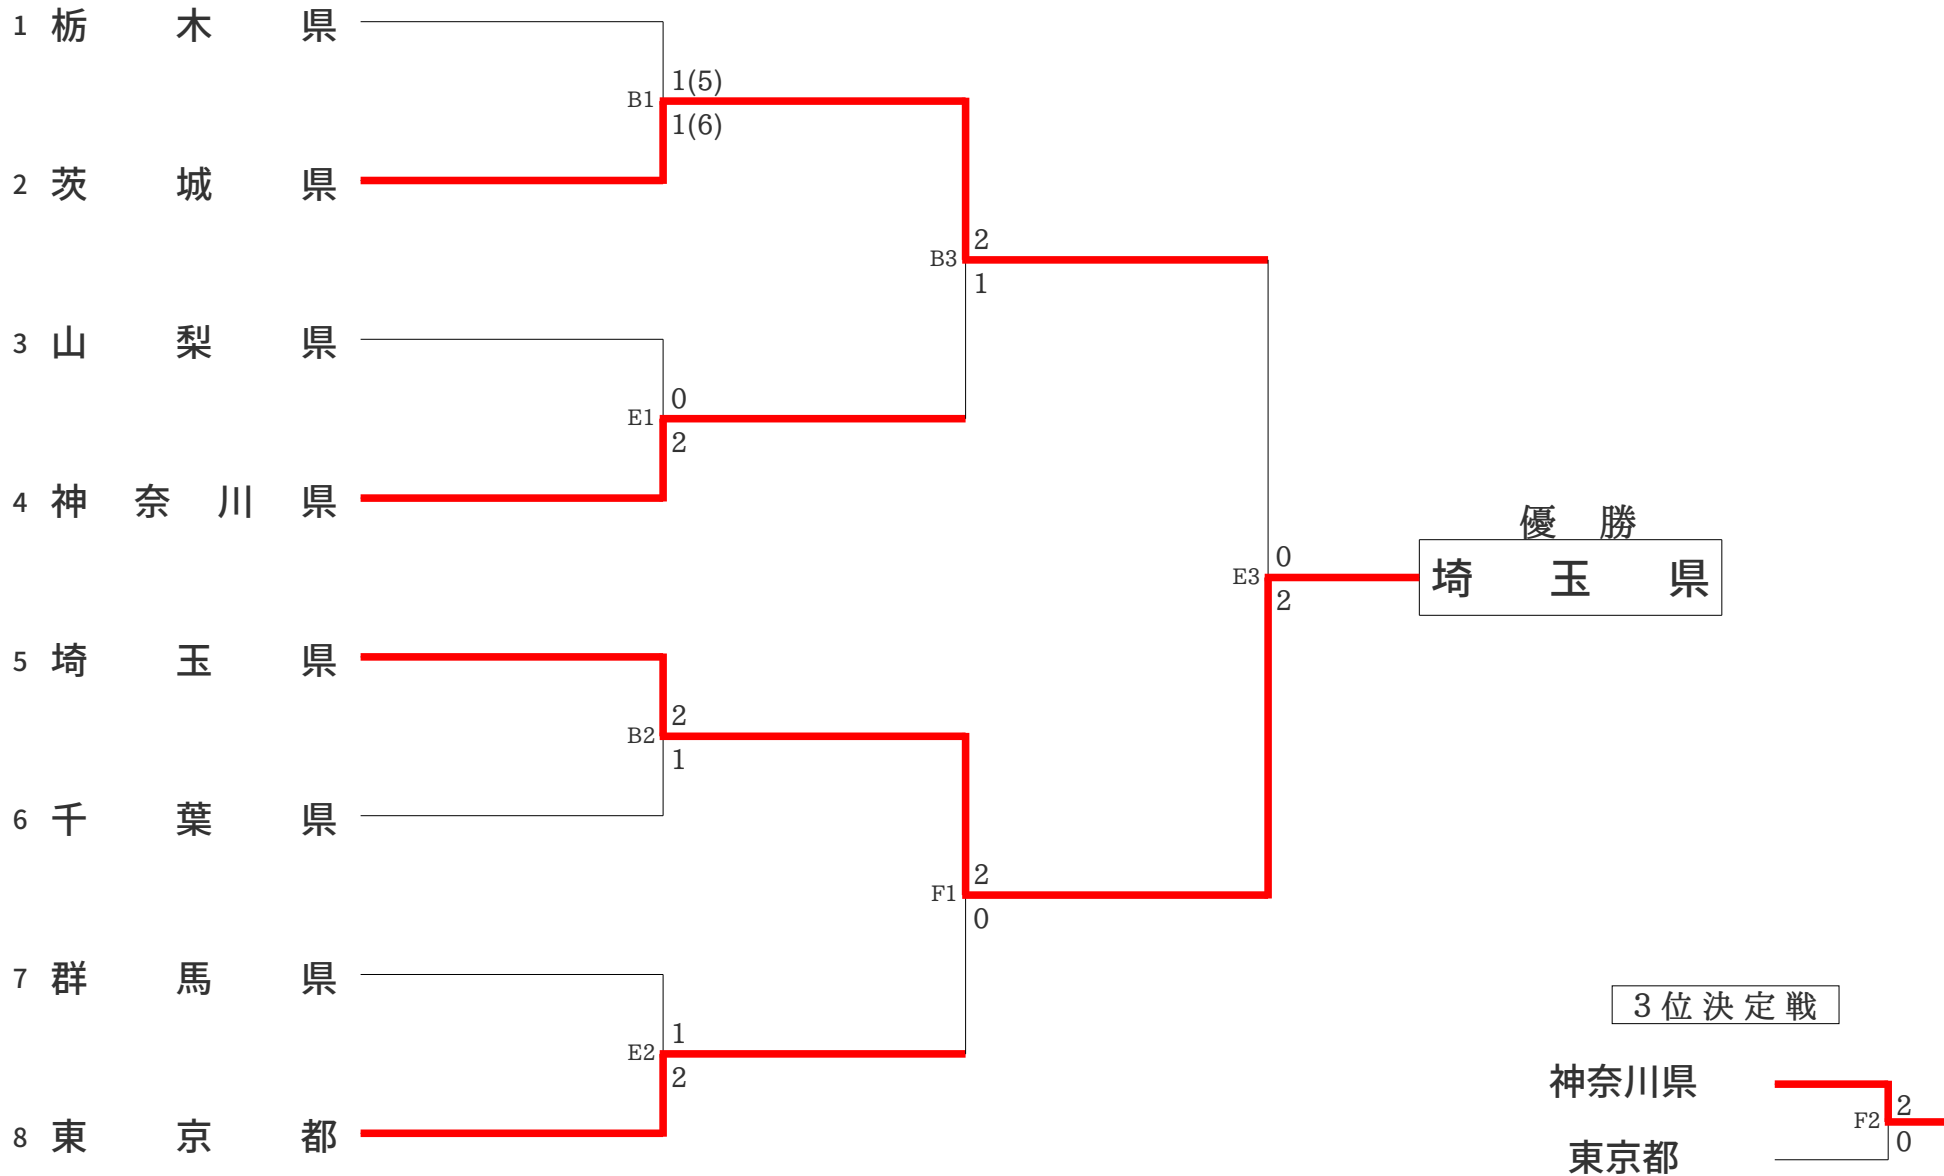 1 栃木県
1(5)
B1
1(6)
2 茨城県
2
B3
1
3 山梨県
0
E1
2
4 神奈川県
優勝
0
E3
埼玉県
2
5 埼玉県
2
B2
1
6 千葉県
2
F1
0
7 群馬県
3位決定戦
1
E2
2
神奈川県
2
F2
0
8 東京都
東京都